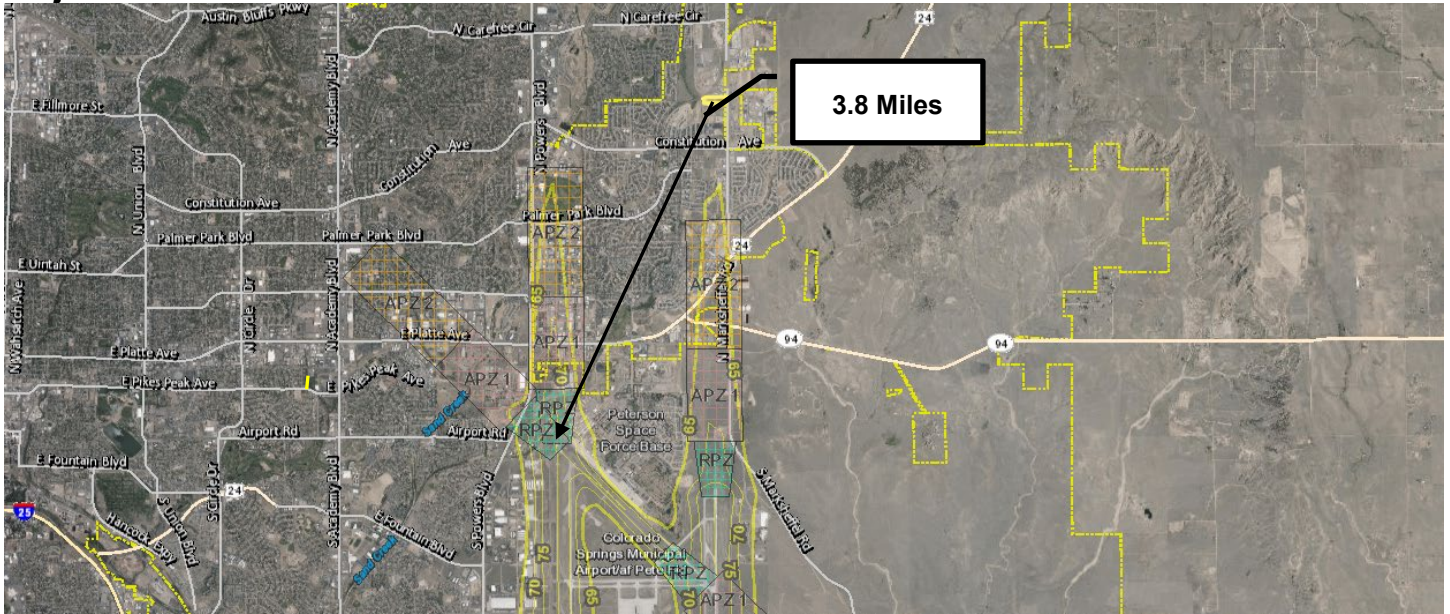 Austin Bluffs Pkwy
N Carefree Cir
N Carefree Cir
24
3.8 Miles
E Fillmore St
N Union Blvd
N Academy Blvd
N Powers Blvd
Constitution Ave
Constitution Ave
Constitution Ave
Palmer Park Blvd
Palmer Park Blvd
Palmer Park Blvd
APZ 2
24
E Uintah St
N Wahsatch Ave
N Circle Dr
N Academy Blvd
APZ 2
65
APZ 2
N Marksheffel Rd
E Platte Ave
E Platte Ave
APZ 1
94
94
E Pikes Peak Ave
E Pikes Peak Ave
APZ 1
70
65
APZ 1
Sand Creek
Airport Rd
Airport Rd
RPZ
RPZ
Peterson
Space
Force Base
65
RPZ
E Fountain Blvd
S Circle Dr
24
S Academy Blvd
S Powers Blvd
S Marksheffel Rd
25
Hancock Expy
S Union Blvd
E Fountain Blvd
Sand Creek
75
70
65
Colorado
Springs Municipal
Airport/af Pete Fld
RPZ
70
75
70
APZ 1